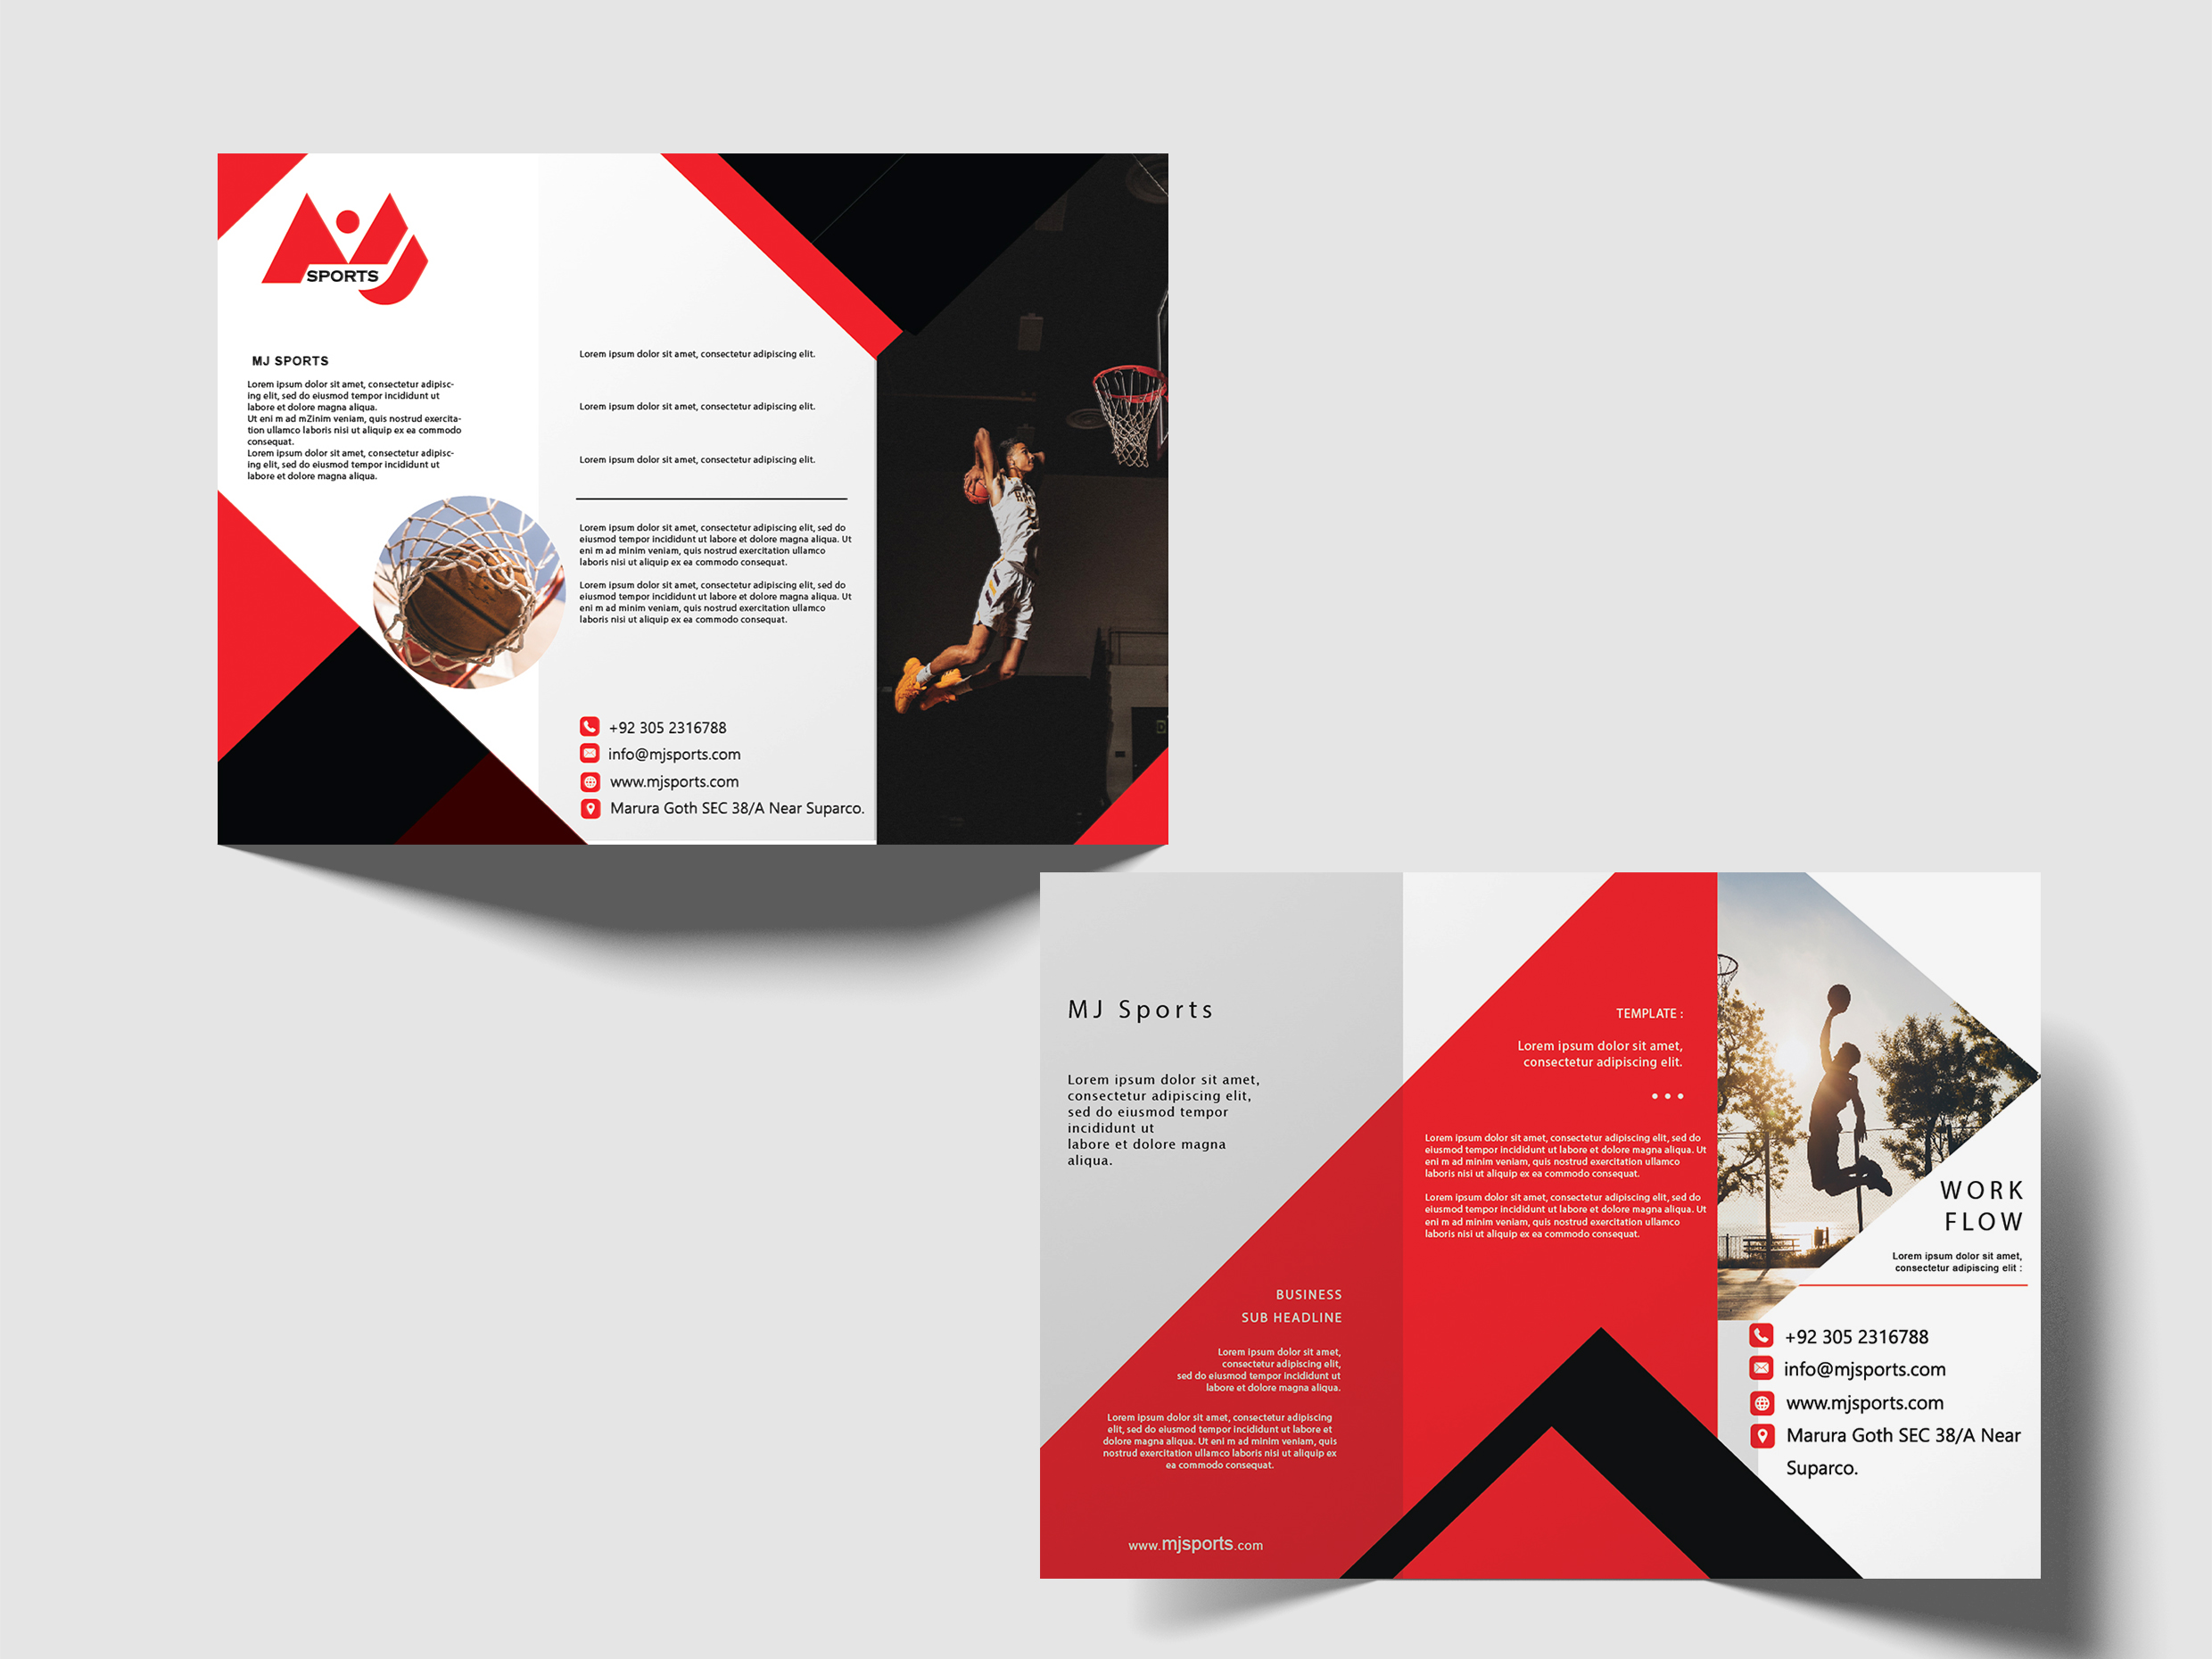 SPORTS
MJ SPORTS
Lorem ipsum dolor sit amet, consectetur adipisc-
ing elit, sed do eiusmod tempor incididunt ut
labore et dolore magna aliqua.
Ut eni m ad mZinim veniam, quis nostrud exercita-
tion ullamco laboris nisi ut aliquip ex ea commodo
consequat.
Lorem ipsum dolor sit amet, consectetur adipisc-
ing elit, sed do eiusmod tempor incididunt ut
labore et dolore magna aliqua.
Lorem ipsum dolor sit amet, consectetur adipiscing elit.
Lorem ipsum dolor sit amet, consectetur adipiscing elit.
Lorem ipsum dolor sit amet, consectetur adipiscing elit.
Lorem ipsum dolor sit amet, consectetur adipiscing elit, sed do
eiusmod tempor incididunt ut labore et dolore magna aliqua. Ut
eni m ad minim veniam, quis nostrud exercitation ullamco
laboris nisi ut aliquip ex ea commodo consequat.
Lorem ipsum dolor sit amet, consectetur adipiscing elit, sed do
eiusmod tempor incididunt ut labore et dolore magna aliqua. Ut
eni m ad minim veniam, quis nostrud exercitation ullamco
laboris nisi ut aliquip ex ea commodo consequat.
+92 305 2316788
info@mjsports.com
www.mjsports.com
Marura Goth SEC 38/A Near Suparco.
MJ Sports
Lorem ipsum dolor sit amet,
consectetur adipiscing elit,
sed do eiusmod tempor
incididunt ut
labore et dolore magna
aliqua.
BUSINESS
SUB HEADLINE
Lorem ipsum dolor sit amet,
consectetur adipiscing elit,
sed do eiusmod tempor incididunt ut
labore et dolore magna aliqua.
Lorem ipsum dolor sit amet, consectetur adipiscing
elit, sed do eiusmod tempor incididunt ut labore et
dolore magna aliqua. Ut eni m ad minim veniam, quis
nostrud exercitation ullamco laboris nisi ut aliquip ex
ea commodo consequat.
www.mjsports.com
TEMPLATE :
Lorem ipsum dolor sit amet,
consectetur adipiscing elit.
Lorem ipsum dolor sit amet, consectetur adipiscing elit, sed do
eiusmod tempor incididunt ut labore et dolore magna aliqua. Ut
eni m ad minim veniam, quis nostrud exercitation ullamco
laboris nisi ut aliquip ex ea commodo consequat.
Lorem ipsum dolor sit amet, consectetur adipiscing elit, sed do
eiusmod tempor incididunt ut labore et dolore magna aliqua. Ut
eni m ad minim veniam, quis nostrud exercitation ullamco
laboris nisi ut aliquip ex ea commodo consequat.
WORK
FLOW
Lorem ipsum dolor sit amet,
consectetur adipiscing elit :
+92 305 2316788
info@mjsports.com
www.mjsports.com
Marura Goth SEC 38/A Near
Suparco.